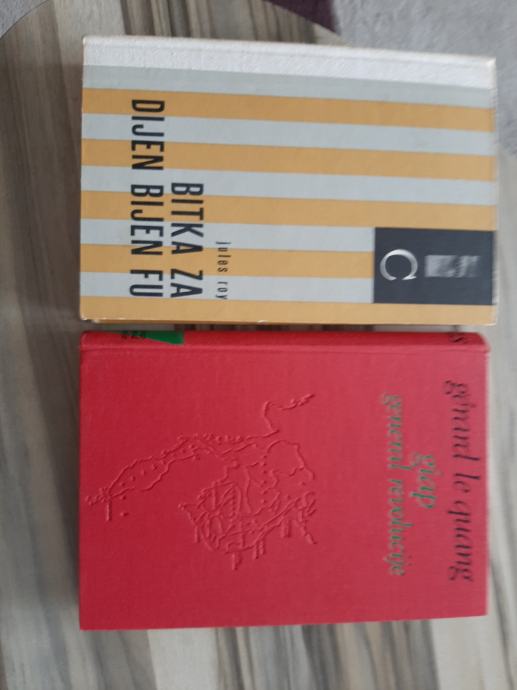 jules roy
BITKA ZA
DIJEN BIJEN FU
C
gérard le quang
giap
general revolucije